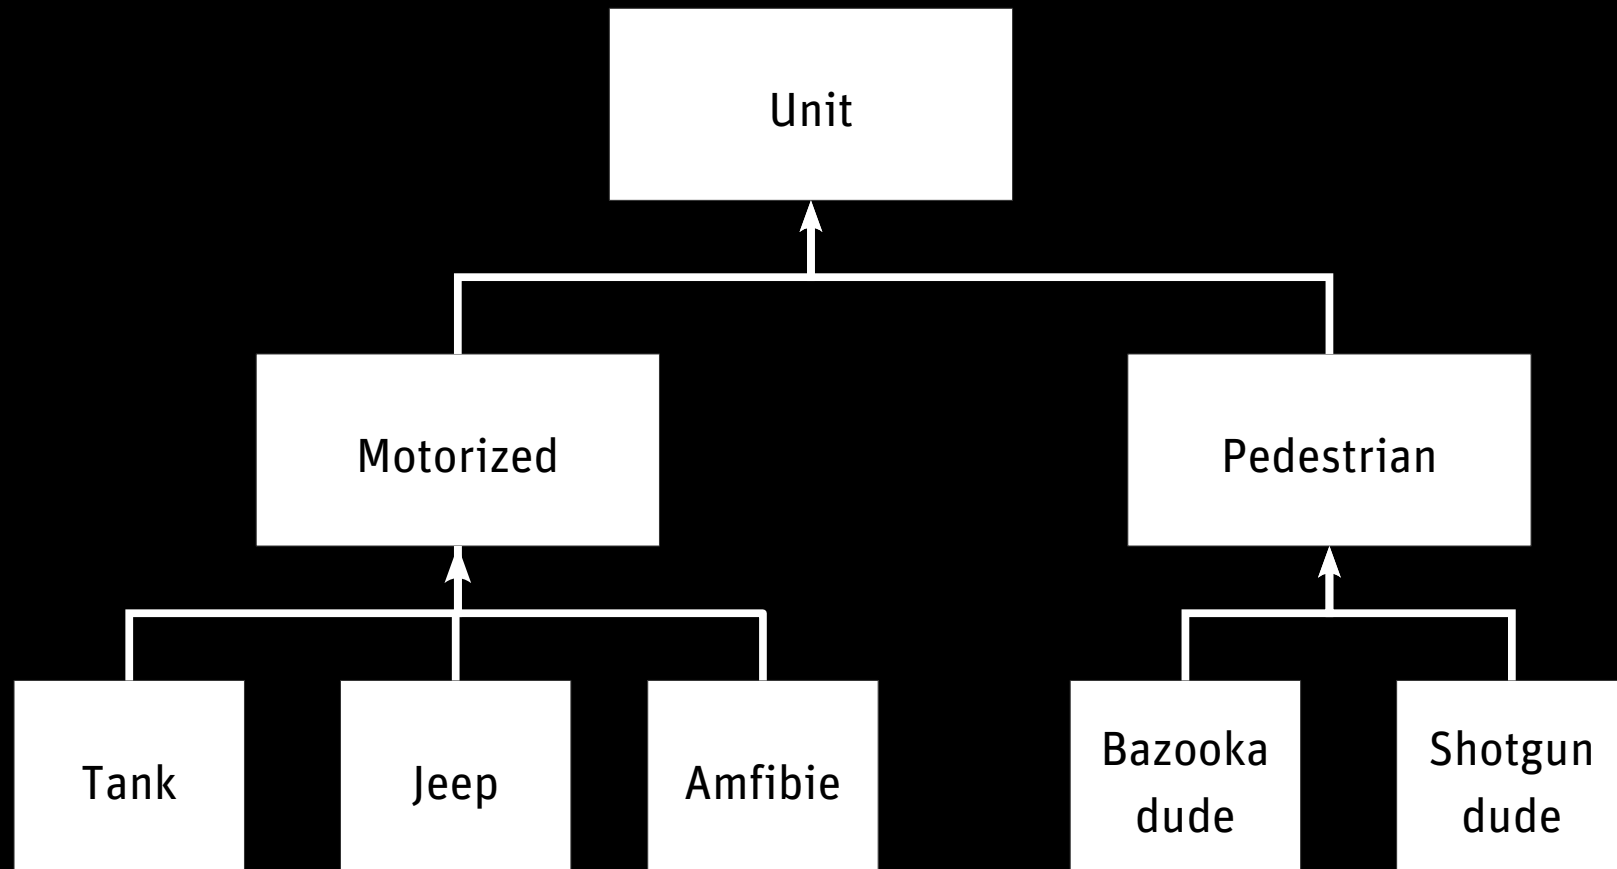 Unit
Motorized
Pedestrian
Tank
Jeep
Amfibie
Bazooka
dude
Shotgun
dude